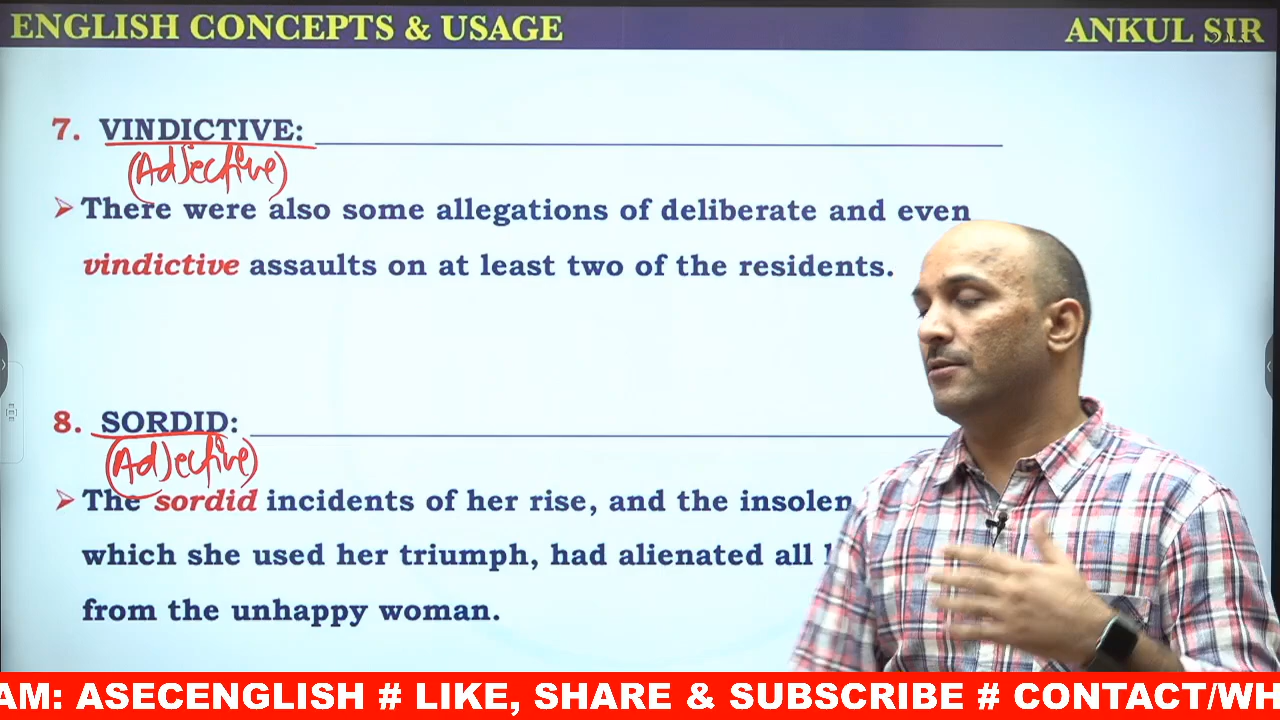 ENGLISH CONCEPTS & USAGE ANKUL SIR
7. VINDICTIVE:
(Adjective)
➢ There were also some allegations of deliberate and even
vindictive assaults on at least two of the residents.
8. SORDID:
(Adjective)
➢ The sordid incidents of her rise, and the insolen
which she used her triumph, had alienated all
from the unhappy woman.
AM: ASECENGLISH # LIKE, SHARE & SUBSCRIBE # CONTACT/WH